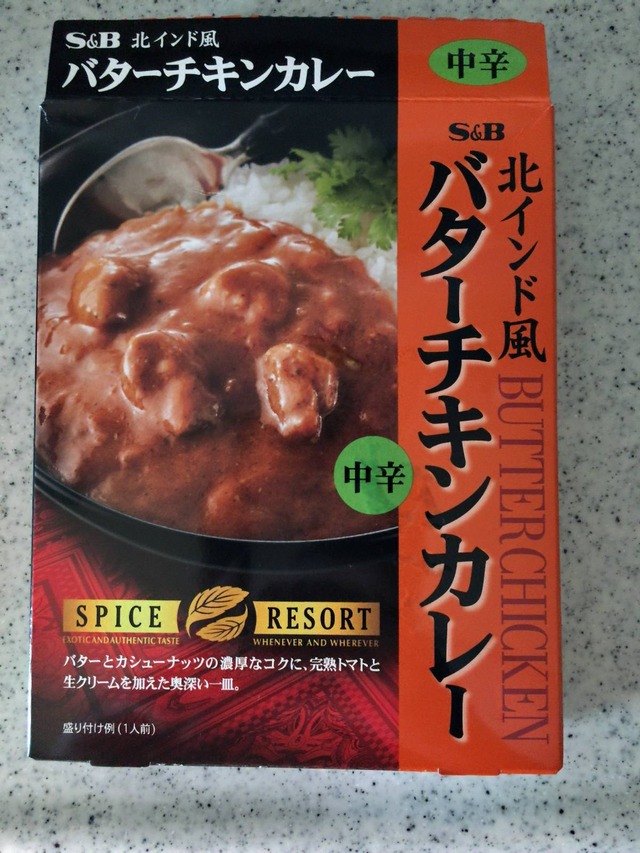 S&B 北インド風
バターチキンカレー
中辛
S&B
北インド風
バターチキンカレー
BUTTER CHICKEN
中辛
SPICE RESORT
EXOTIC AND AUTHENTIC TASTE
WHENEVER AND WHEREVER
バターとカシューナッツの濃厚なコクに、完熟トマトと
生クリームを加えた奥深い一皿。
盛り付け例(1人前)